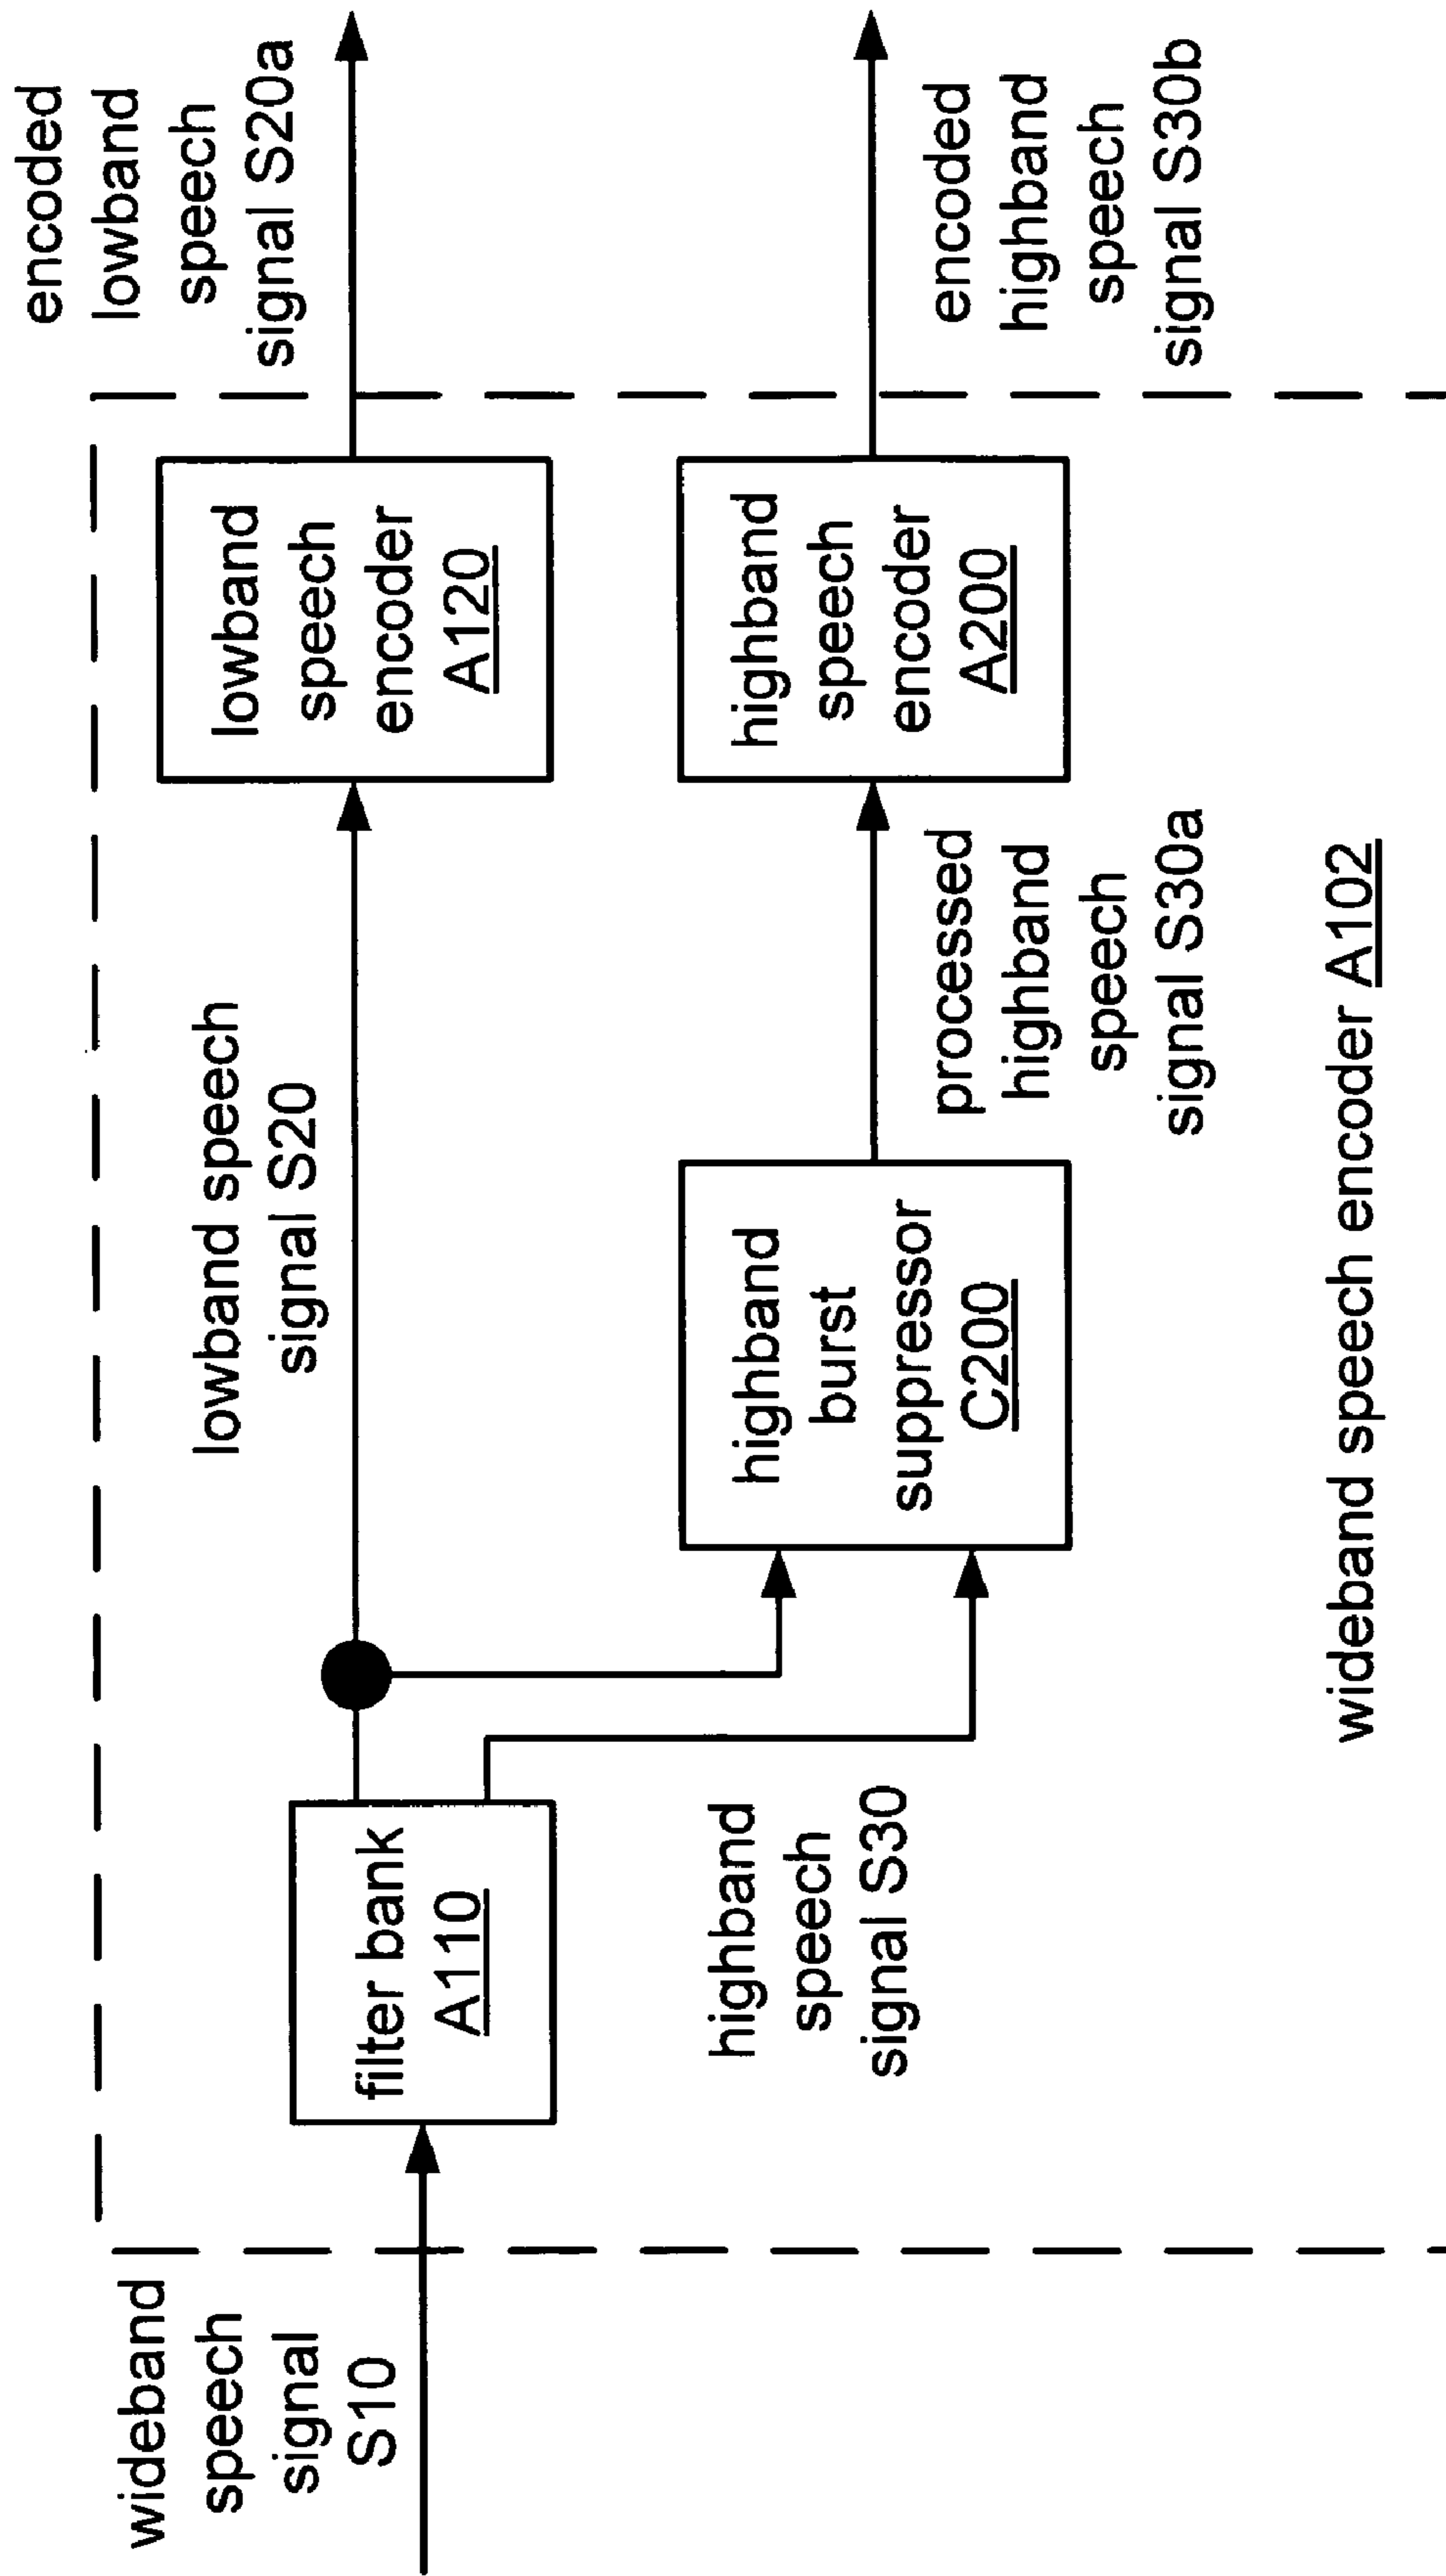 wideband
speech
signal
S10
filter bank
A110
lowband speech
signal S20
highband
speech
signal S30
highband
burst
suppressor
C200
processed
highband
speech
signal S30a
lowband
speech
encoder
A120
highband
speech
encoder
A200
encoded
lowband
speech
signal S20a
encoded
highband
speech
signal S30b
wideband speech encoder A102